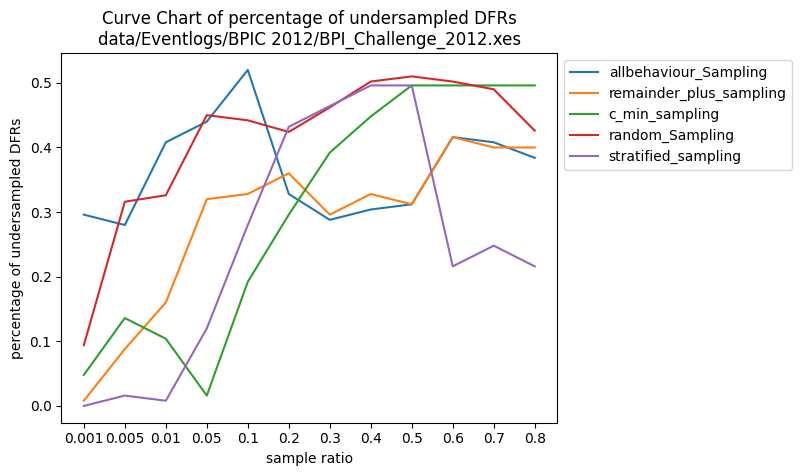 Curve Chart of percentage of undersampled DFRs
data/Eventlogs/BPIC 2012/BPI_Challenge_2012.xes
percentage of undersampled DFRs
0.5
0.4
0.3
0.2
0.1
0.0
0.001 0.005 0.01 0.05 0.1 0.2 0.3 0.4 0.5 0.6 0.7 0.8
sample ratio
allbehaviour_Sampling
remainder_plus_sampling
c_min_sampling
random_Sampling
stratified_sampling